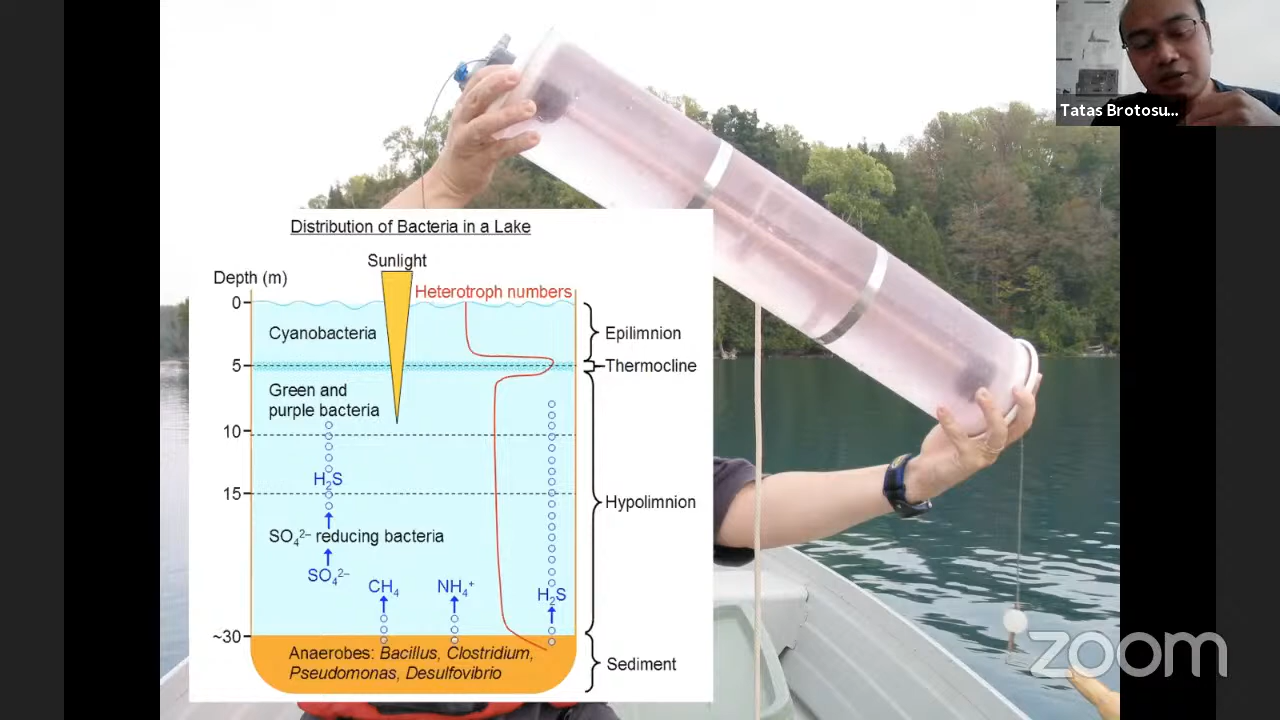 Tatas Brotosu...
Distribution of Bacteria in a Lake
Sunlight
Depth (m)
Heterotroph numbers
0
Cyanobacteria
Epilimnion
5
Thermocline
Green and
purple bacteria
10
H₂S
15
Hypolimnion
SO₄²⁻ reducing bacteria
SO₄²⁻
CH₄
NH₄⁺
H₂S
~30
Anaerobes: Bacillus, Clostridium,
Pseudomonas, Desulfovibrio
Sediment
zoom